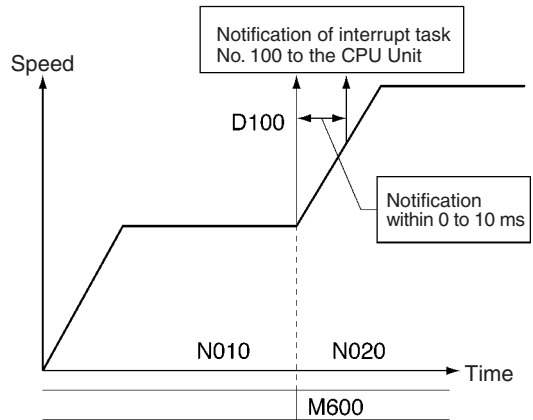 Notification of interrupt task
No. 100 to the CPU Unit
Speed
D100
Notification
within 0 to 10 ms
N010
N020
Time
M600